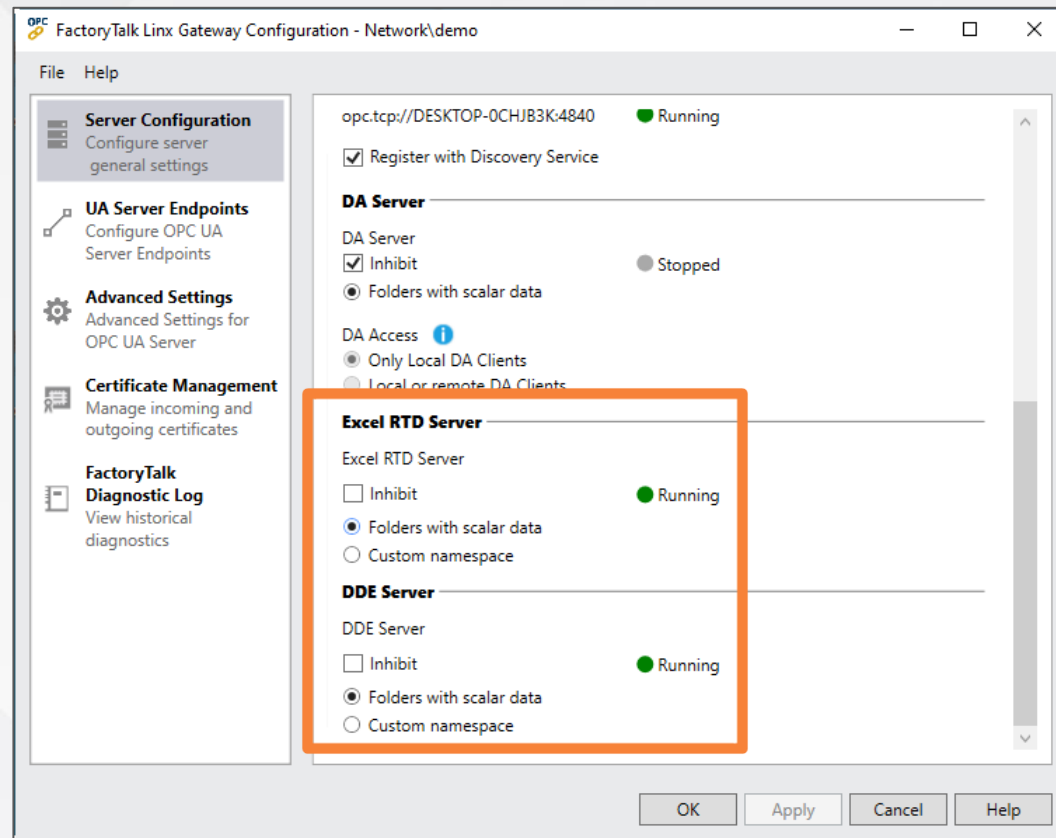 OPC
FactoryTalk Linx Gateway Configuration - Network\demo
File Help
Server Configuration
Configure server
general settings
UA Server Endpoints
Configure OPC UA
Server Endpoints
Advanced Settings
Advanced Settings for
OPC UA Server
Certificate Management
Manage incoming and
outgoing certificates
FactoryTalk
Diagnostic Log
View historical
diagnostics
opc.tcp://DESKTOP-0CHJB3K:4840 Running
Register with Discovery Service
DA Server
DA Server
Inhibit Stopped
Folders with scalar data
DA Access
Only Local DA Clients
Local or remote DA Clients
Excel RTD Server
Excel RTD Server
Inhibit Running
Folders with scalar data
Custom namespace
DDE Server
DDE Server
Inhibit Running
Folders with scalar data
Custom namespace
OK Apply Cancel Help